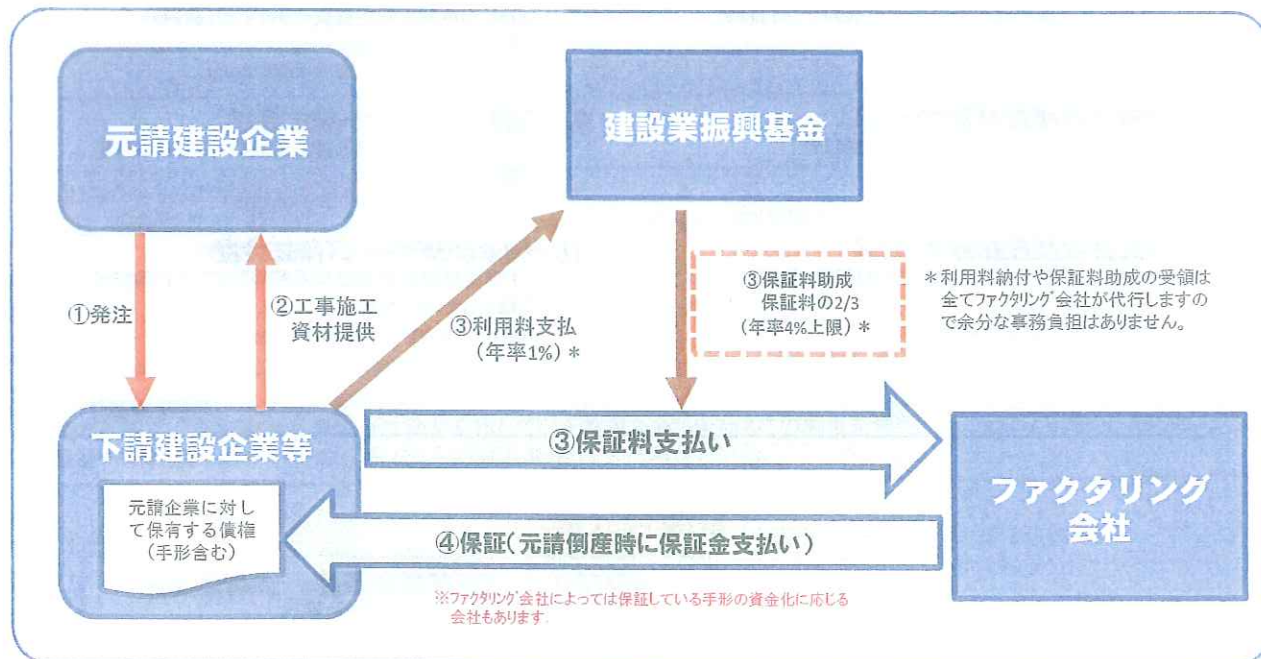 元請建設企業
建設業振興基金
①発注
②工事施工
資材提供
③利用料支払
(年率1%)＊
③保証料助成
保証料の2/3
(年率4%上限)＊
＊利用料納付や保証料助成の受領は
全てファクタリング会社が代行しますの
で余分な事務負担はありません。
下請建設企業等
元請企業に対し
て保有する債権
(手形含む)
③保証料支払い
④保証(元請倒産時に保証金支払い)
ファクタリング
会社
※ファクタリング会社によっては保証している手形の資金化に応じる
会社もあります.